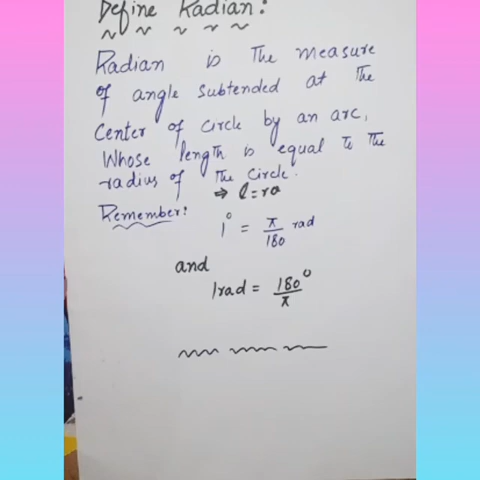 Define Radian:
Radian is The measure
of angle subtended at The
Center of Circle by an arc,
Whose length is equal to the
radius of The Circle.
⇒ l=rθ
Remember:
1° = π/180 rad
and
1rad = 180°/π